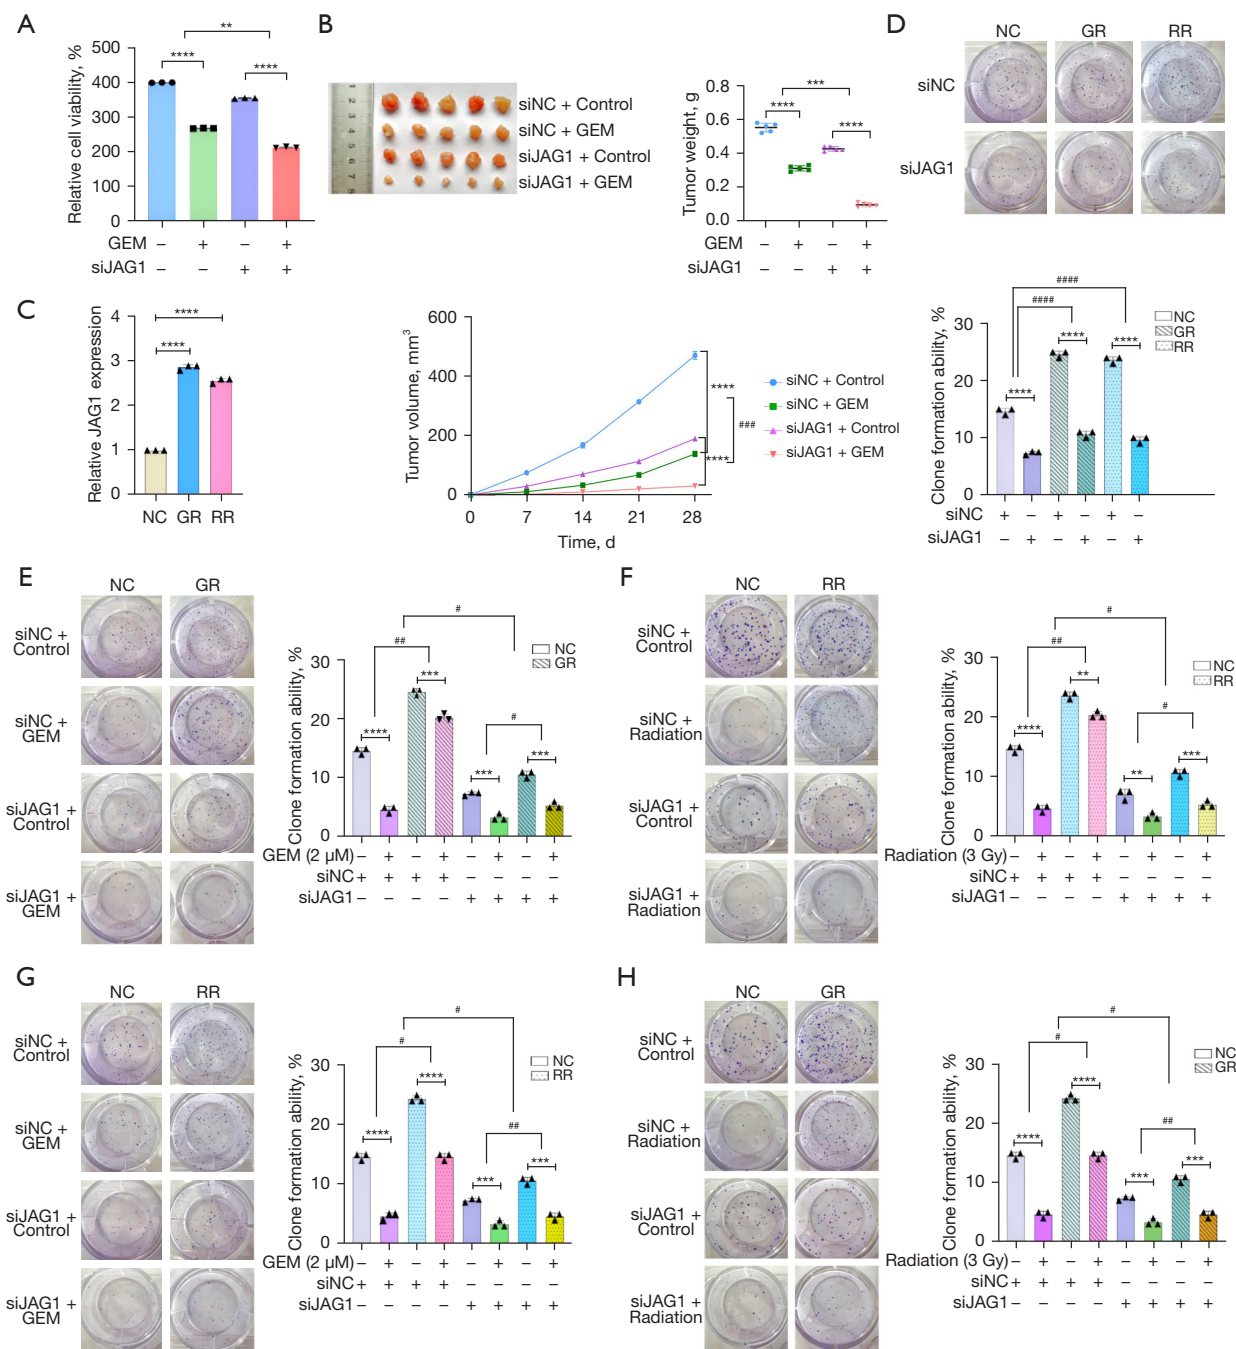 A
Relative cell viability, %
500
400
300
200
100
0
**
****
****
GEM − + − +
siJAG1 − − + +
B
1
2
3
4
5
6
7
8
siNC + Control
siNC + GEM
siJAG1 + Control
siJAG1 + GEM
Tumor weight, g
0.8
0.6
0.4
0.2
0.0
***
****
****
GEM − + − +
siJAG1 − − + +
Tumor volume, mm3
600
400
200
0
0 7 14 21 28
Time, d
****
###
****
siNC + Control
siNC + GEM
siJAG1 + Control
siJAG1 + GEM
C
Relative JAG1 expression
4
3
2
1
0
****
****
NC GR RR
D
NC GR RR
siNC
siJAG1
Clone formation ability, %
30
20
10
0
####
####
****
****
****
NC
GR
RR
siNC + − + − + −
siJAG1 − + − + − +
E
NC GR
siNC +
Control
siNC +
GEM
siJAG1 +
Control
siJAG1 +
GEM
Clone formation ability, %
30
20
10
0
#
##
***
****
#
***
***
NC
GR
GEM (2 μM) − + − + − + − +
siNC + + + + − − − −
siJAG1 − − − − + + + +
F
NC RR
siNC +
Control
siNC +
Radiation
siJAG1 +
Control
siJAG1 +
Radiation
Clone formation ability, %
30
20
10
0
#
##
**
****
#
**
***
NC
RR
Radiation (3 Gy) − + − + − + − +
siNC + + + + − − − −
siJAG1 − − − − + + + +
G
NC RR
siNC +
Control
siNC +
GEM
siJAG1 +
Control
siJAG1 +
GEM
Clone formation ability, %
30
20
10
0
#
#
****
****
##
***
***
NC
RR
GEM (2 μM) − + − + − + − +
siNC + + + + − − − −
siJAG1 − − − − + + + +
H
NC GR
siNC +
Control
siNC +
Radiation
siJAG1 +
Control
siJAG1 +
Radiation
Clone formation ability, %
30
20
10
0
#
#
****
****
##
***
***
NC
GR
Radiation (3 Gy) − + − + − + − +
siNC + + + + − − − −
siJAG1 − − − − + + + +